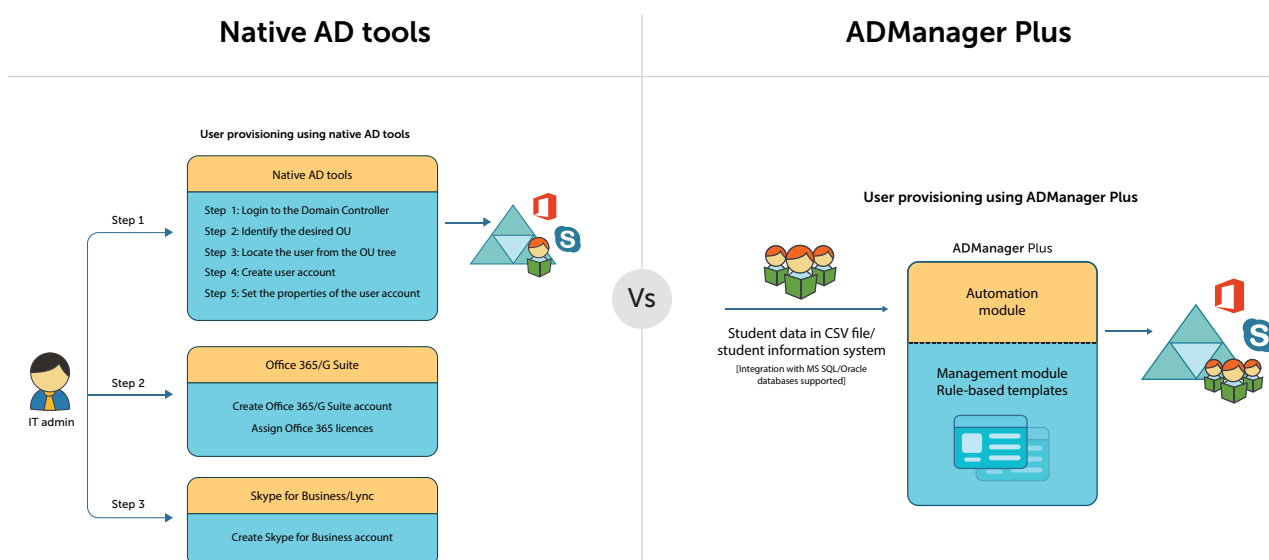 Native AD tools
ADManager Plus
User provisioning using native AD tools
Native AD tools
Step 1: Login to the Domain Controller
Step 2: Identify the desired OU
Step 3: Locate the user from the OU tree
Step 4: Create user account
Step 5: Set the properties of the user account
Step 1
Office 365/G Suite
Create Office 365/G Suite account
Assign Office 365 licences
Step 2
IT admin
Skype for Business/Lync
Create Skype for Business account
Step 3
Vs
User provisioning using ADManager Plus
Student data in CSV file/
student information system
[Integration with MS SQL/Oracle
databases supported]
ADManager Plus
Automation
module
Management module
Rule-based templates
S
S